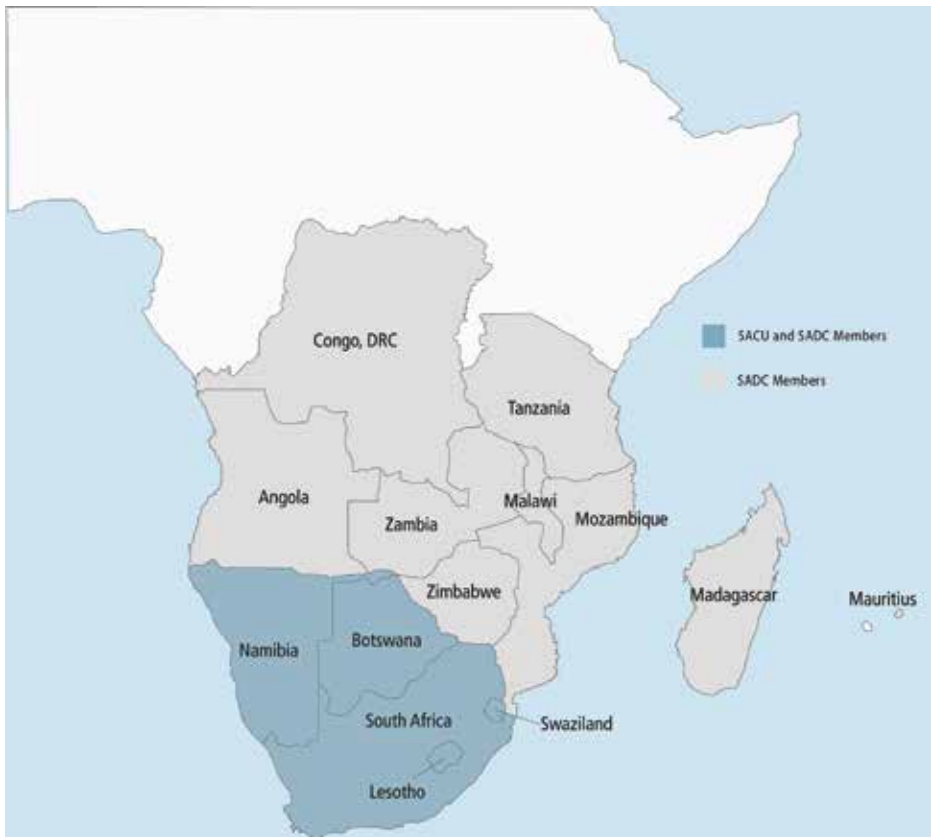 Congo, DRC
SACU and SADC Members
SADC Members
Tanzania
Angola
Malawi
Zambia
Mozambique
Zimbabwe
Madagascar
Mauritius
Namibia
Botswana
South Africa
Swaziland
Lesotho